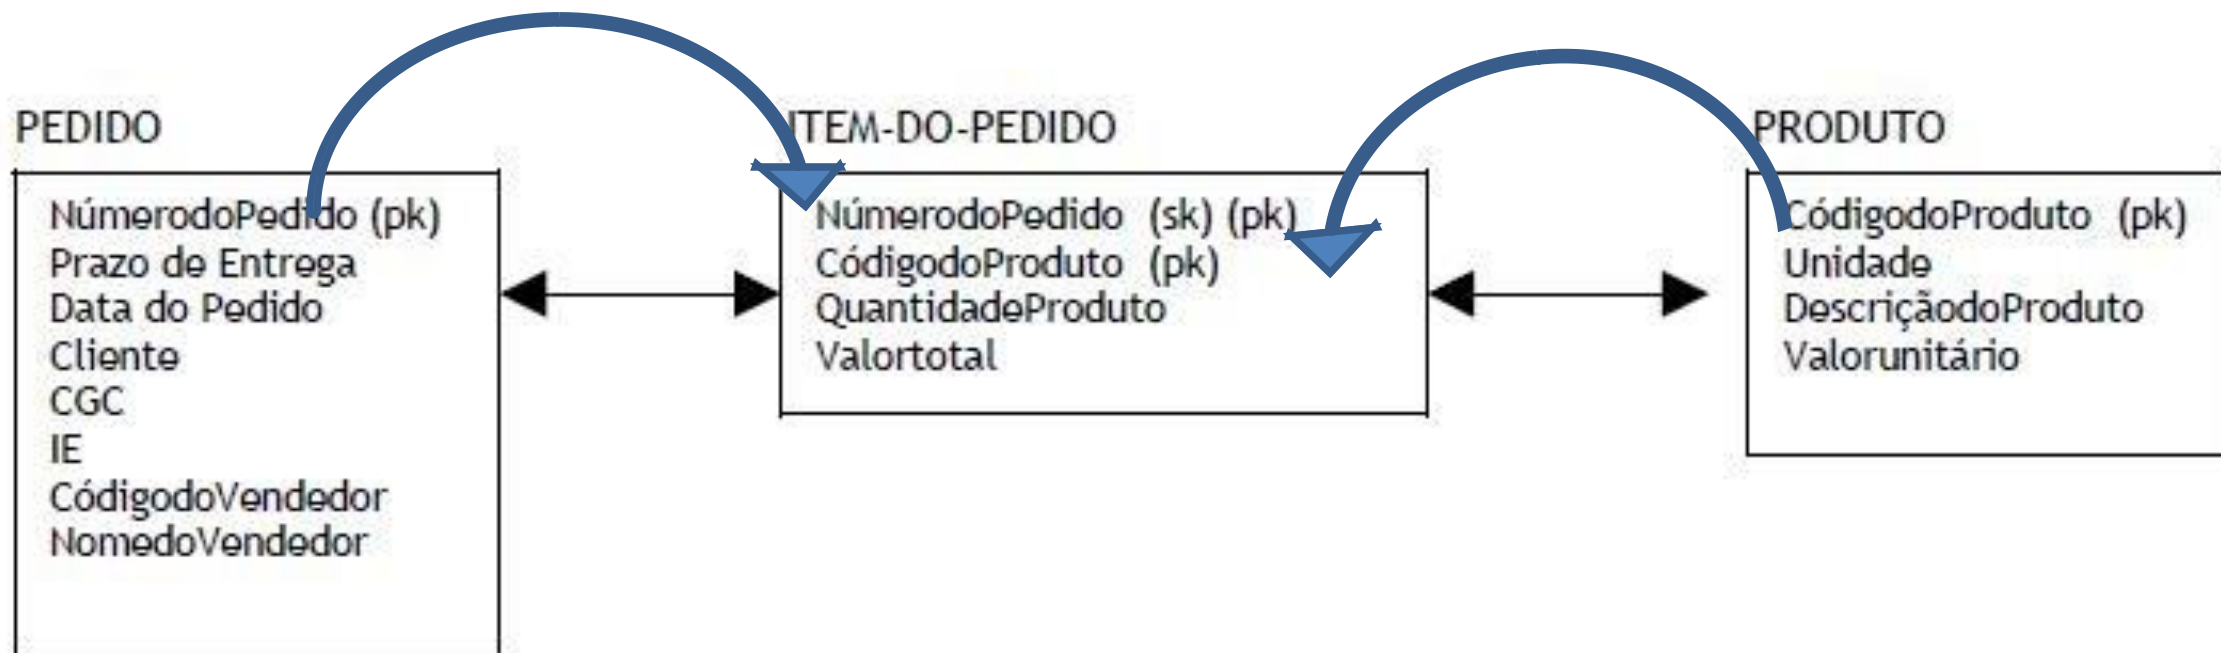 PEDIDO
NúmerodoPedido (pk)
Prazo de Entrega
Data do Pedido
Cliente
CGC
IE
CódigodoVendedor
NomedoVendedor
ITEM-DO-PEDIDO
NúmerodoPedido (sk) (pk)
CódigodoProduto (pk)
QuantidadeProduto
Valortotal
PRODUTO
CódigodoProduto (pk)
Unidade
DescriçãodoProduto
Valorunitário